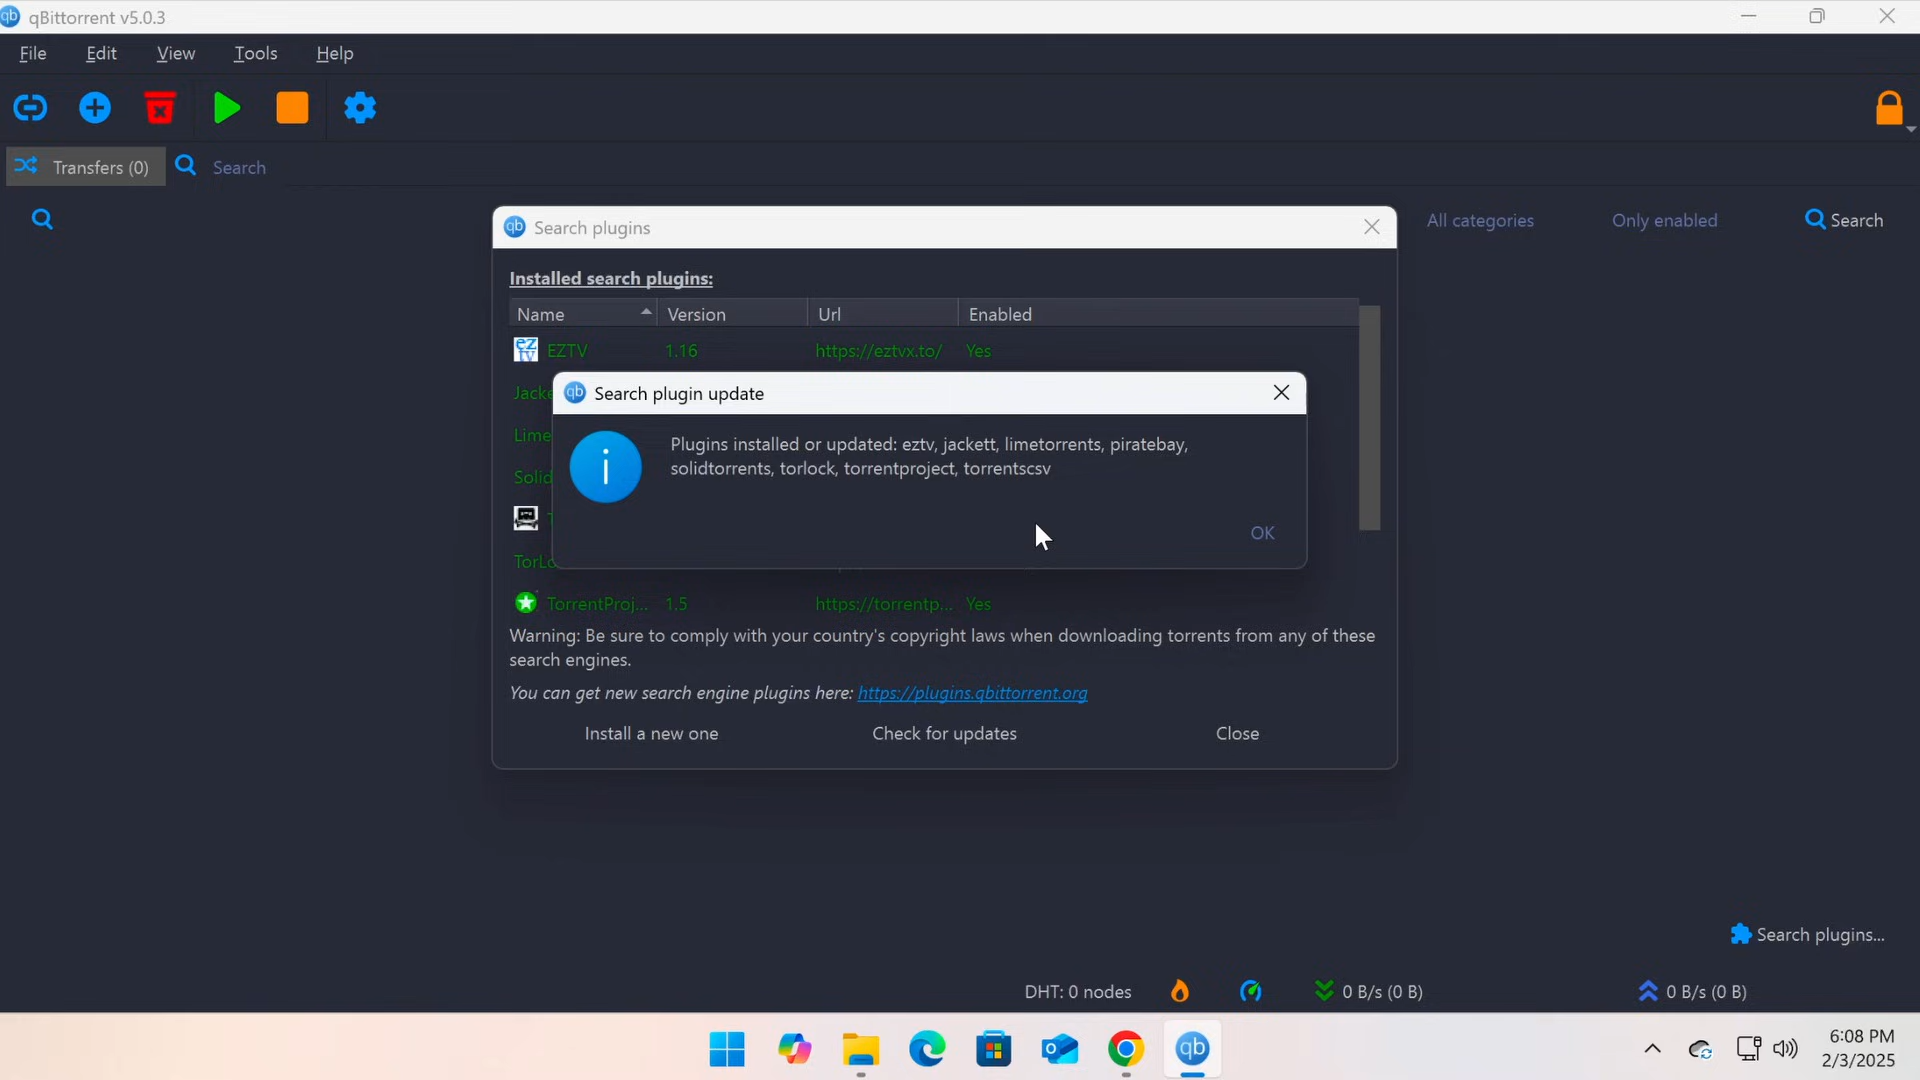 qBittorrent v5.0.3
File Edit View Tools Help
Transfers (0) Search
Search plugins
All categories Only enabled Search
Installed search plugins:
Name Version Url Enabled
EZTV 1.16 https://eztvx.to/ Yes
Search plugin update
Plugins installed or updated: eztv, jackett, limetorrents, piratebay,
solidtorrents, torlock, torrentproject, torrentscsv
OK
TorrentProj... 1.5 https://torrentp... Yes
Warning: Be sure to comply with your country's copyright laws when downloading torrents from any of these
search engines.
You can get new search engine plugins here: https://plugins.qbittorrent.org
Install a new one Check for updates Close
Search plugins...
DHT: 0 nodes 0 B/s (0 B) 0 B/s (0 B)
6:08 PM
2/3/2025